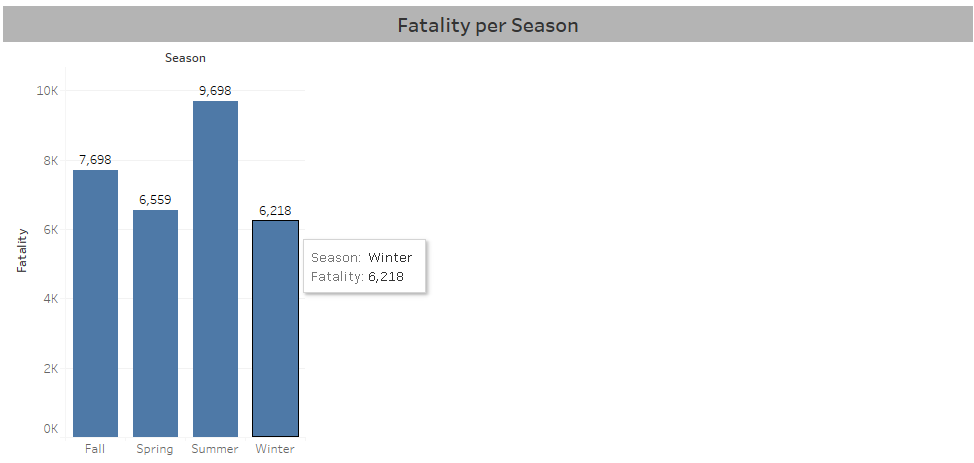 Fatality per Season
Season
10K
8K
6K
4K
2K
0K
Fatality
7,698
6,559
9,698
6,218
Season: Winter
Fatality: 6,218
Fall Spring Summer Winter